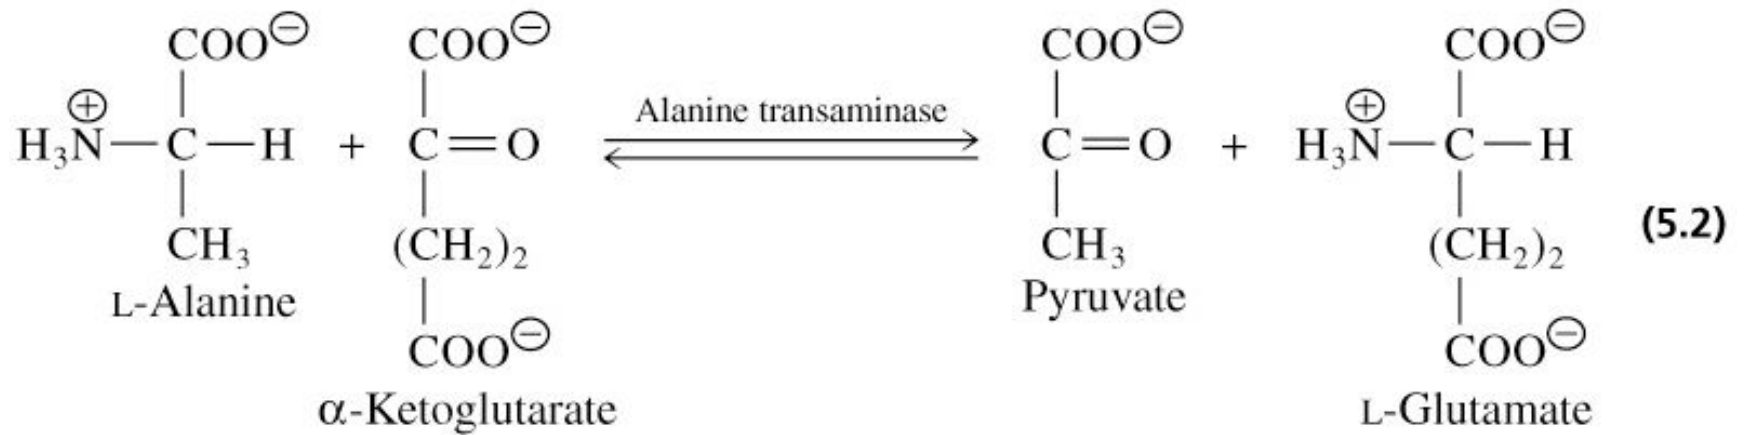 COO⊖ COO⊖ COO⊖ COO⊖
⊕ Alanine transaminase ⊕
H₃N—C—H + C=O ⇌ C=O + H₃N—C—H
(5.2)
CH₃ (CH₂)₂ CH₃ (CH₂)₂
L-Alanine Pyruvate
COO⊖ COO⊖
α-Ketoglutarate L-Glutamate